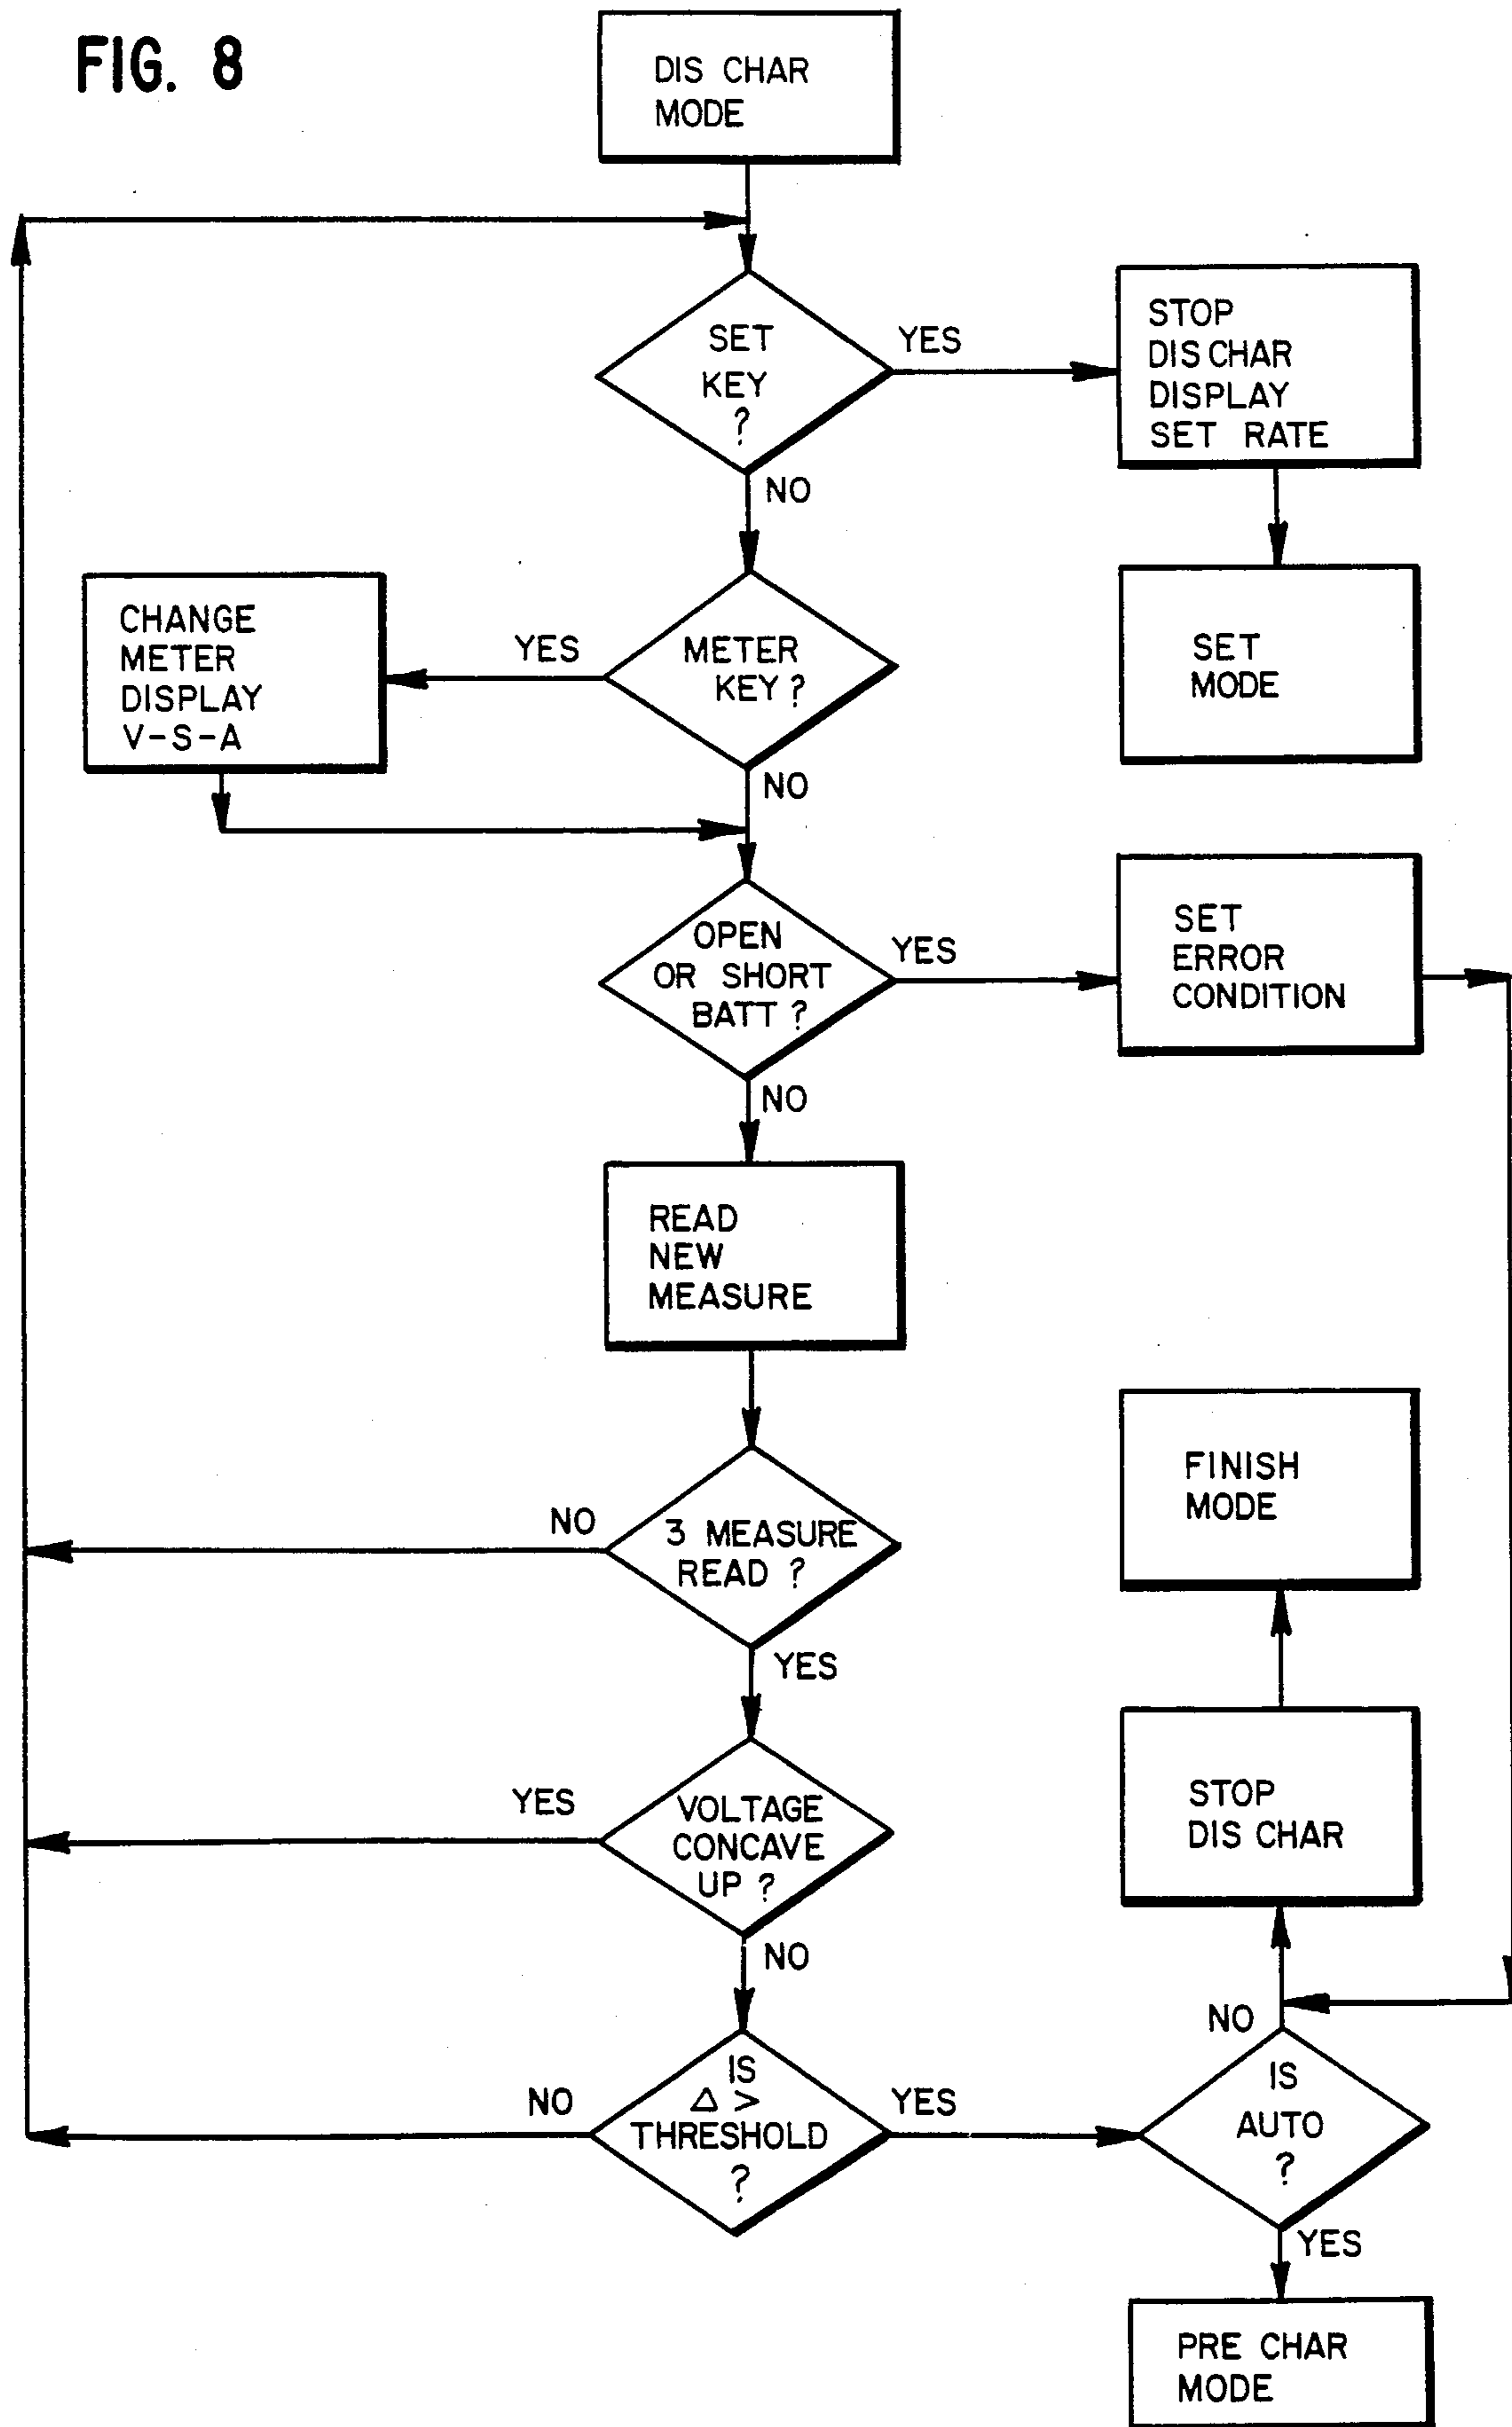 FIG. 8
DIS CHAR
MODE
SET
KEY
?
YES
STOP
DIS CHAR
DISPLAY
SET RATE
NO
SET
MODE
CHANGE
METER
DISPLAY
V-S-A
YES
METER
KEY?
NO
OPEN
OR SHORT
BATT?
YES
SET
ERROR
CONDITION
NO
READ
NEW
MEASURE
NO
3 MEASURE
READ ?
YES
FINISH
MODE
YES
VOLTAGE
CONCAVE
UP ?
NO
STOP
DIS CHAR
NO
IS
Δ >
THRESHOLD
?
YES
NO
IS
AUTO
?
YES
PRE CHAR
MODE